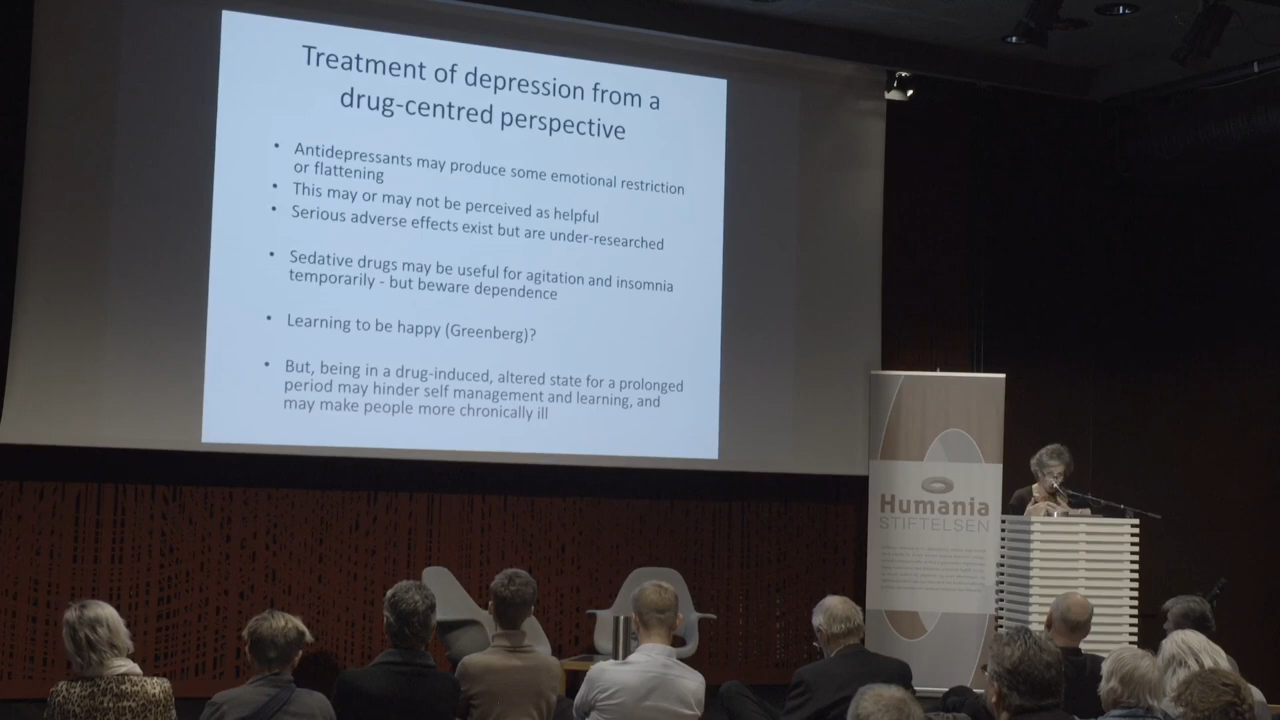 Treatment of depression from a
drug-centred perspective
• Antidepressants may produce some emotional restriction
or flattening
• This may or may not be perceived as helpful
• Serious adverse effects exist but are under-researched
• Sedative drugs may be useful for agitation and insomnia
temporarily - but beware dependence
• Learning to be happy (Greenberg)?
• But, being in a drug-induced, altered state for a prolonged
period may hinder self management and learning, and
may make people more chronically ill
Humania
STIFTELSEN